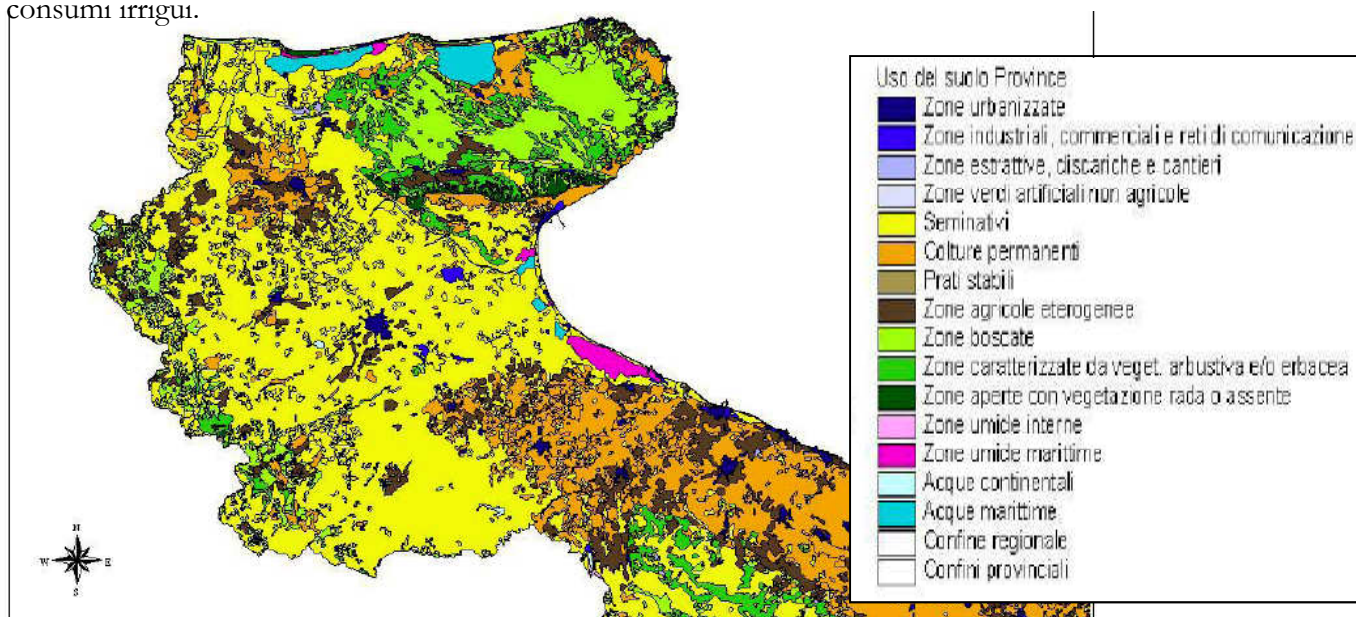 consumi irrigui.
Uso del suolo Province
Zone urbanizzate
Zone industriali, commerciali e reti di comunicazione
Zone estrattive, discariche e cantieri
Zone verdi artificiali non agricole
Seminativi
Colture permanenti
Prati stabili
Zone agricole eterogenee
Zone boscate
Zone caratterizzate da veget. arbustiva e/o erbacea
Zone aperte con vegetazione rada o assente
Zone umide interne
Zone umide marittime
Acque continentali
Acque marittime
Confine regionale
Confini provinciali
N
W E
S